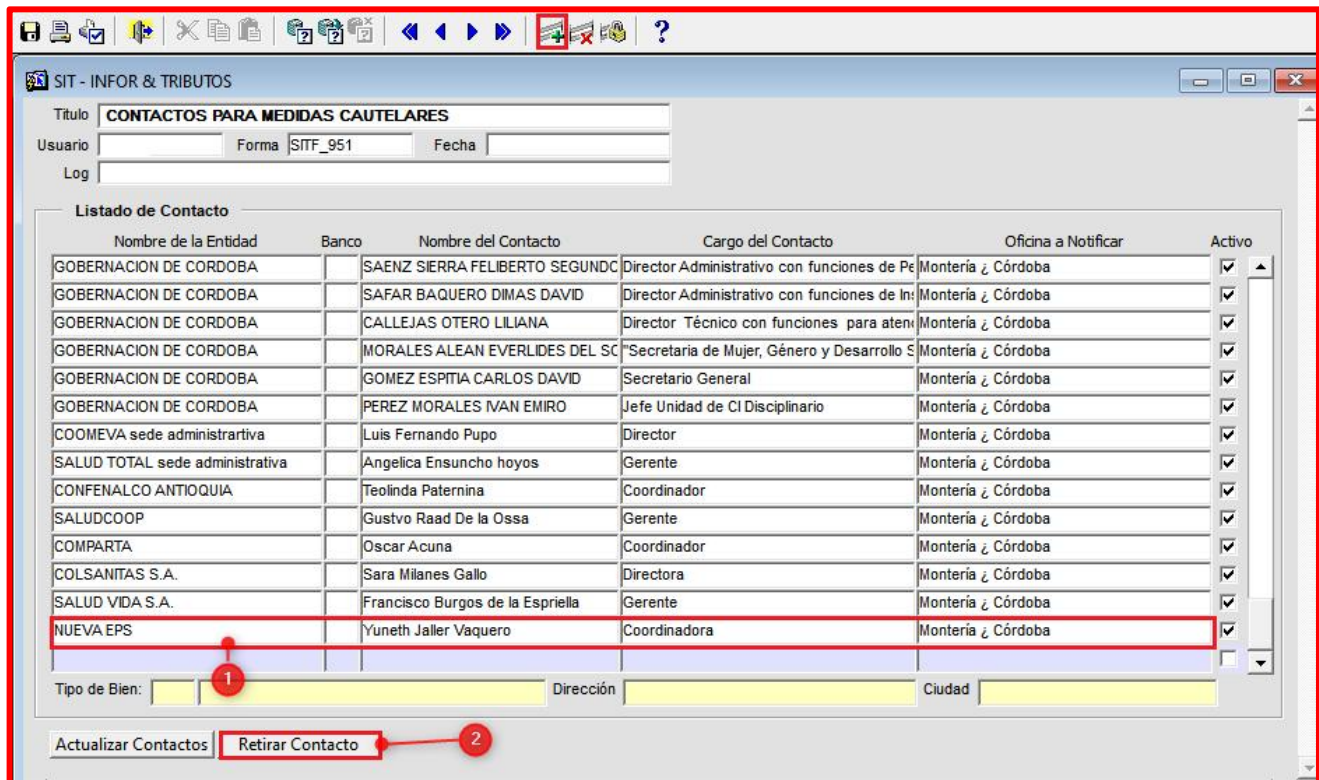 ?
SIT - INFOR & TRIBUTOS
Titulo CONTACTOS PARA MEDIDAS CAUTELARES
Usuario Forma SITF_951 Fecha
Log
Listado de Contacto
Nombre de la Entidad Banco Nombre del Contacto Cargo del Contacto Oficina a Notificar Activo
GOBERNACION DE CORDOBA SAENZ SIERRA FELIBERTO SEGUNDO Director Administrativo con funciones de Pe Montería ¿ Córdoba
GOBERNACION DE CORDOBA SAFAR BAQUERO DIMAS DAVID Director Administrativo con funciones de Ins Montería ¿ Córdoba
GOBERNACION DE CORDOBA CALLEJAS OTERO LILIANA Director Técnico con funciones para atenc Montería ¿ Córdoba
GOBERNACION DE CORDOBA MORALES ALEAN EVERLIDES DEL SO "Secretaria de Mujer, Género y Desarrollo S Montería ¿ Córdoba
GOBERNACION DE CORDOBA GOMEZ ESPITIA CARLOS DAVID Secretario General Montería ¿ Córdoba
GOBERNACION DE CORDOBA PEREZ MORALES IVAN EMIRO Jefe Unidad de CI Disciplinario Montería ¿ Córdoba
COOMEVA sede administrartiva Luis Fernando Pupo Director Montería ¿ Córdoba
SALUD TOTAL sede administrativa Angelica Ensuncho hoyos Gerente Montería ¿ Córdoba
CONFENALCO ANTIOQUIA Teolinda Paternina Coordinador Montería ¿ Córdoba
SALUDCOOP Gustvo Raad De la Ossa Gerente Montería ¿ Córdoba
COMPARTA Oscar Acuna Coordinador Montería ¿ Córdoba
COLSANITAS S.A. Sara Milanes Gallo Directora Montería ¿ Córdoba
SALUD VIDA S.A. Francisco Burgos de la Espriella Gerente Montería ¿ Córdoba
NUEVA EPS Yuneth Jaller Vaquero Coordinadora Montería ¿ Córdoba
1
Tipo de Bien: Dirección Ciudad
Actualizar Contactos Retirar Contacto 2